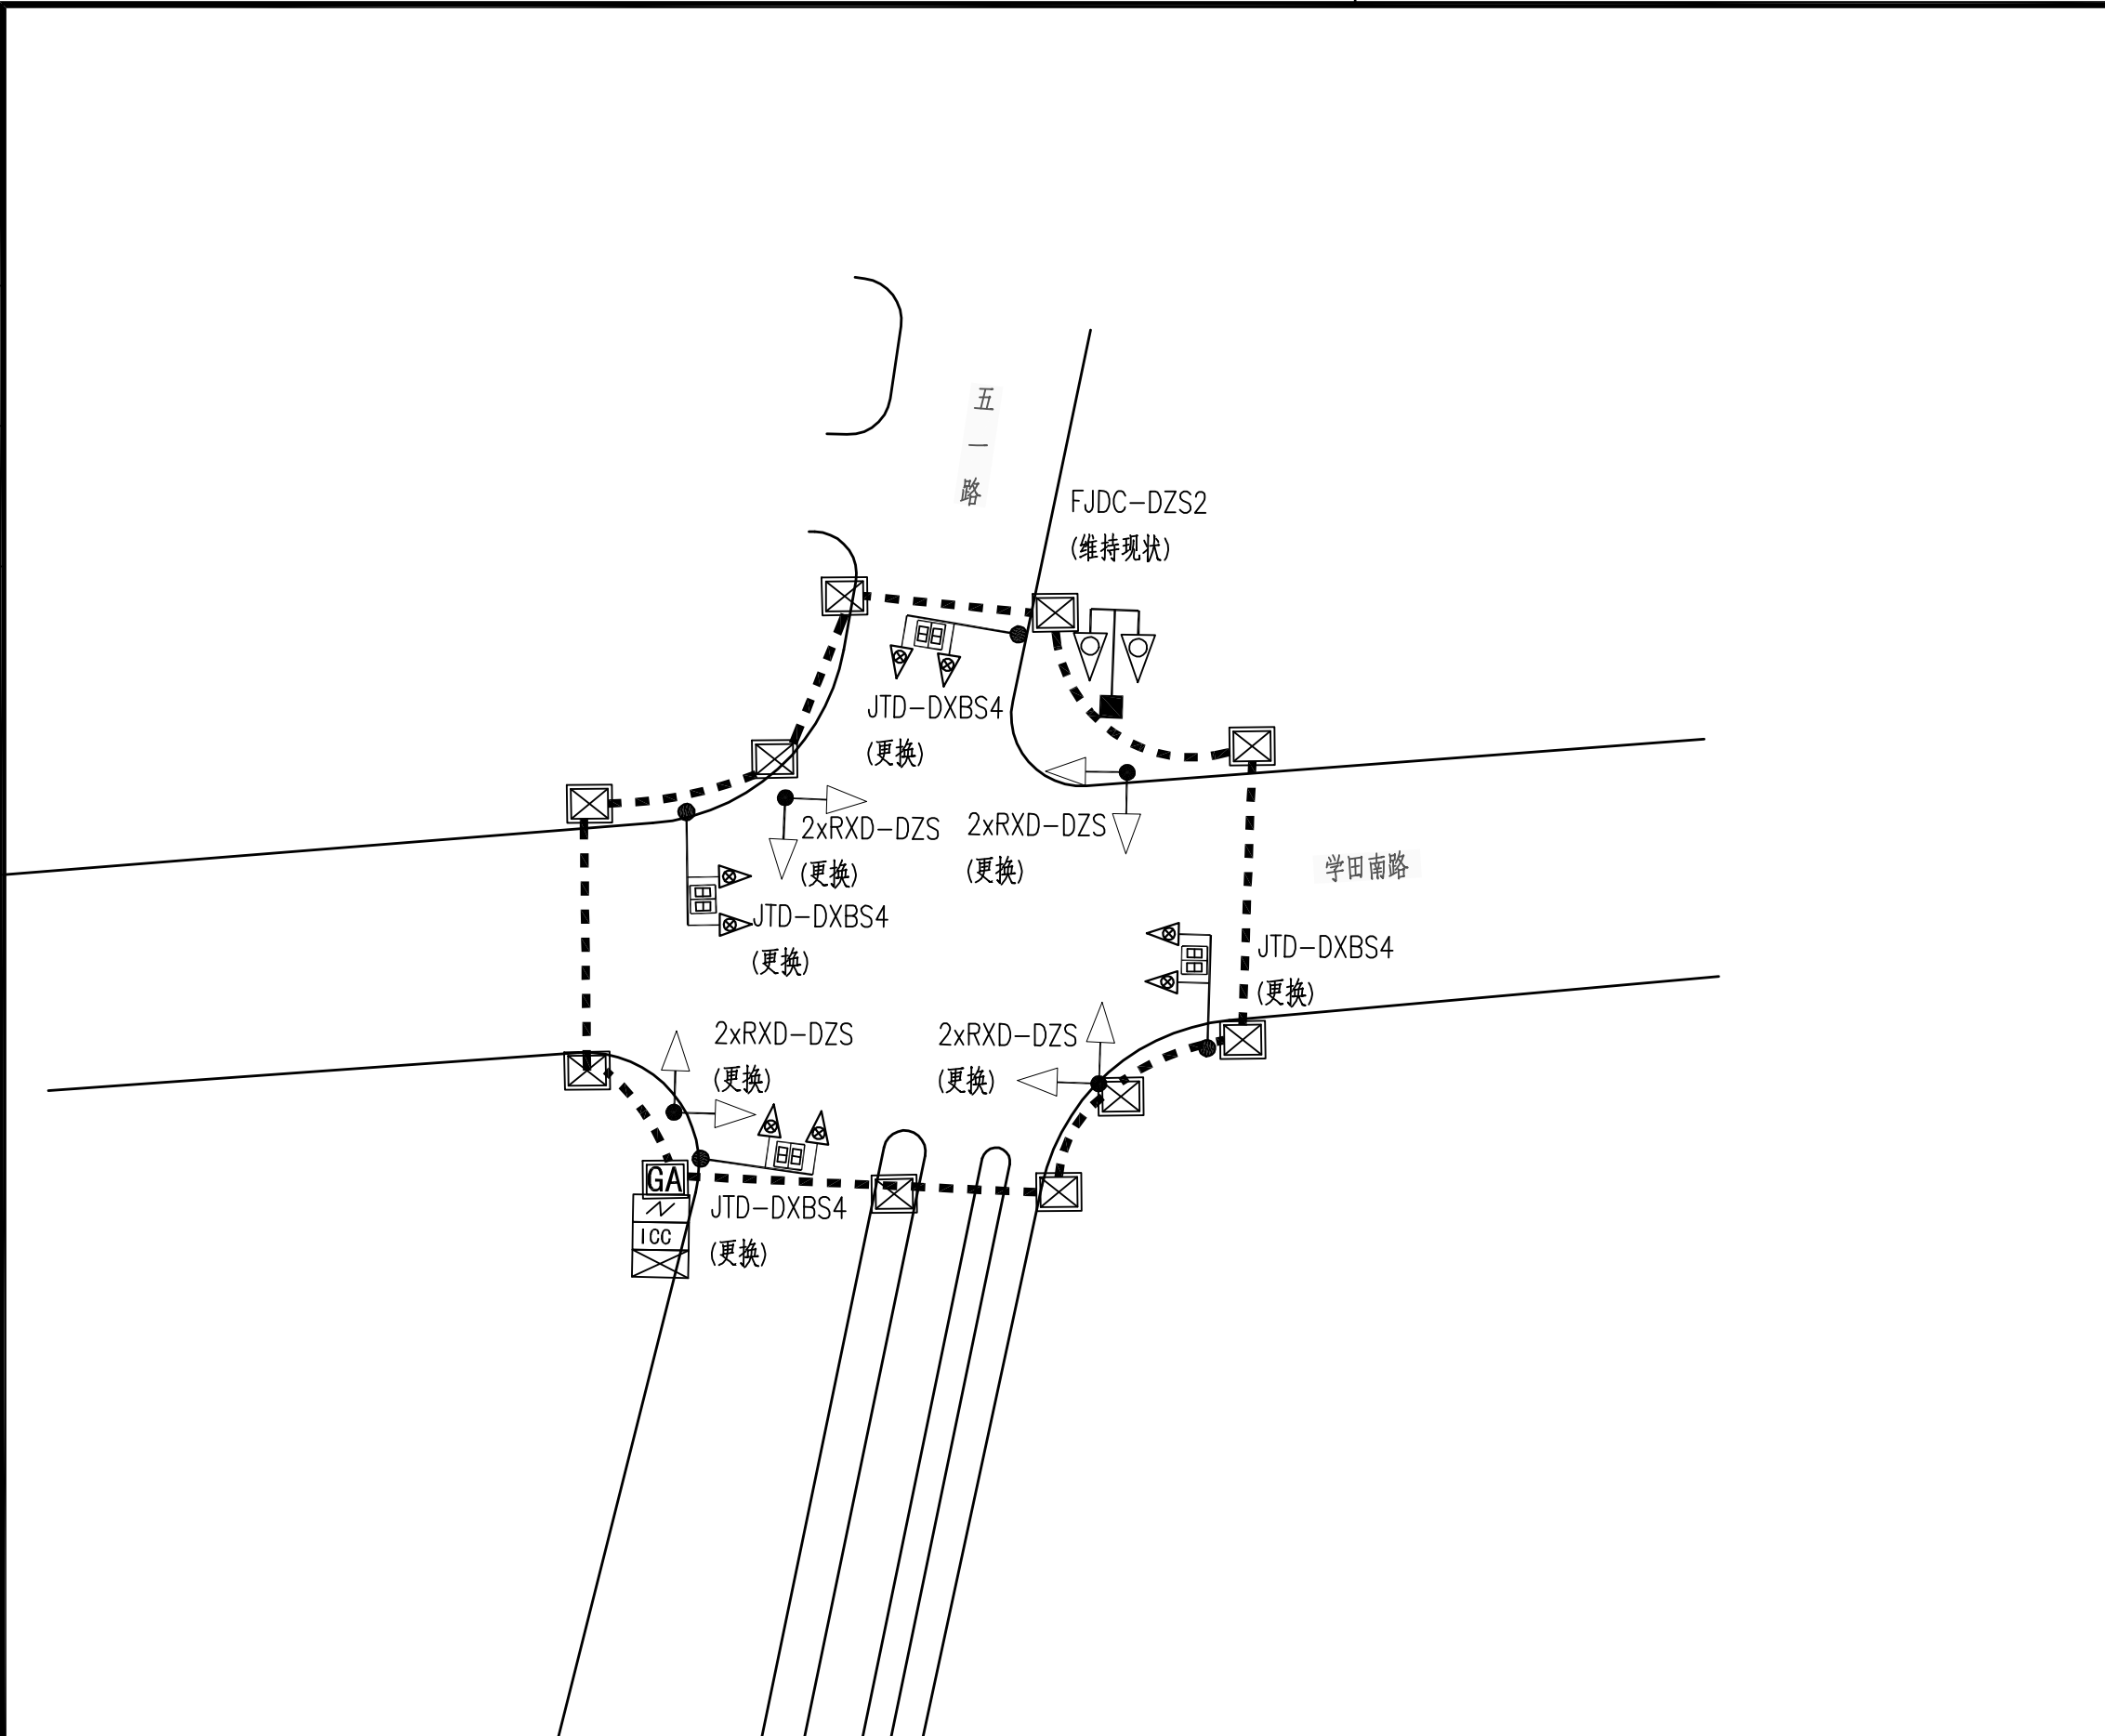 五
一
路
FJDC-DZS2
(维持现状)
JTD-DXBS4
(更换)
2xRXD-DZS
(更换)
2xRXD-DZS
(更换)
学田南路
JTD-DXBS4
(更换)
JTD-DXBS4
(更换)
2xRXD-DZS
(更换)
2xRXD-DZS
(更换)
GA
ICC
JTD-DXBS4
(更换)